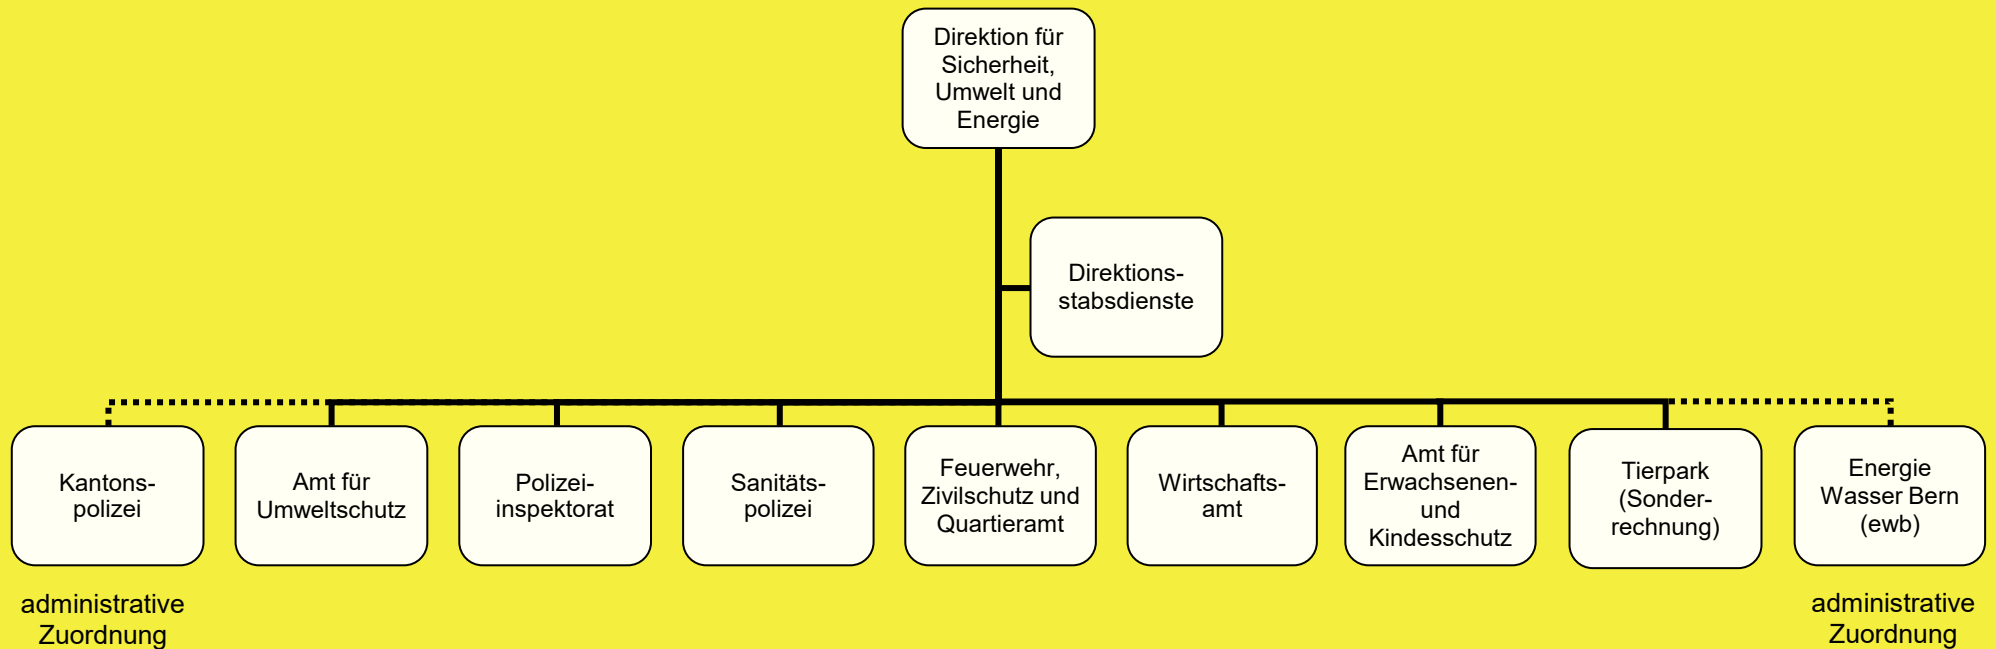 Direktion für
Sicherheit,
Umwelt und
Energie
Direktions-
stabsdienste
Kantons-
polizei
Amt für
Umweltschutz
Polizei-
inspektorat
Sanitäts-
polizei
Feuerwehr,
Zivilschutz und
Quartieramt
Wirtschafts-
amt
Amt für
Erwachsenen-
und
Kindesschutz
Tierpark
(Sonder-
rechnung)
Energie
Wasser Bern
(ewb)
administrative
Zuordnung
administrative
Zuordnung